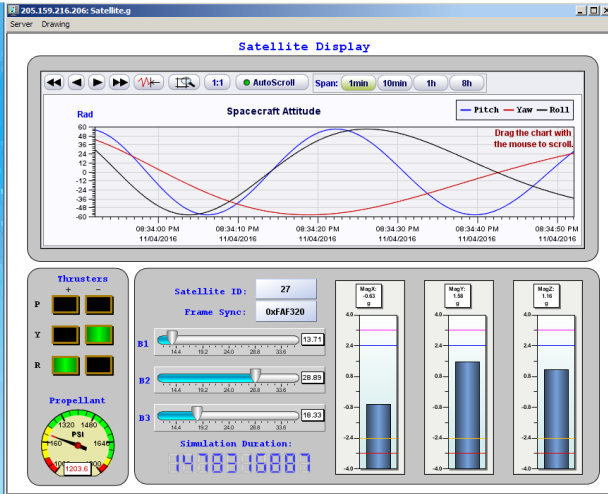 205.159.216.206: Satellite.g
Server Drawing
Satellite Display
1:1 AutoScroll Span: 1min 10min 1h 8h
Rad
Spacecraft Attitude
Pitch Yaw Roll
Drag the chart with
the mouse to scroll.
60
48
36
24
12
0
-12
-24
-36
-48
-60
08:34:00 PM 08:34:10 PM 08:34:20 PM 08:34:30 PM 08:34:40 PM 08:34:50 PM
11/04/2016 11/04/2016 11/04/2016 11/04/2016 11/04/2016 11/04/2016
Thrusters
+ -
P
Y
R
Propellant
1320 1480
PSI
1160 1640
1203.6
Satellite ID: 27
Frame Sync: 0xFAF320
B1 13.71
14.4 19.2 24.0 28.8 33.6
B2 28.89
14.4 19.2 24.0 28.8 33.6
B3 18.33
14.4 19.2 24.0 28.8 33.6
Simulation Duration:
1478316887
MagX:
-0.63
g
4.0
2.4
0.8
-0.8
-2.4
-4.0
MagY:
1.58
g
4.0
2.4
0.8
-0.8
-2.4
-4.0
MagZ:
1.16
g
4.0
2.4
0.8
-0.8
-2.4
-4.0